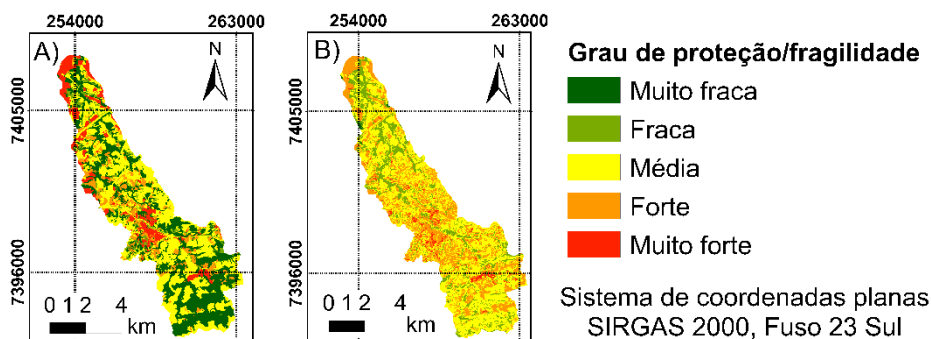 254000 263000
A) N
7405000
7396000
0 1 2 4
km
254000 263000
B) N
7405000
7396000
0 1 2 4
km
Grau de proteção/fragilidade
Muito fraca
Fraca
Média
Forte
Muito forte
Sistema de coordenadas planas
SIRGAS 2000, Fuso 23 Sul